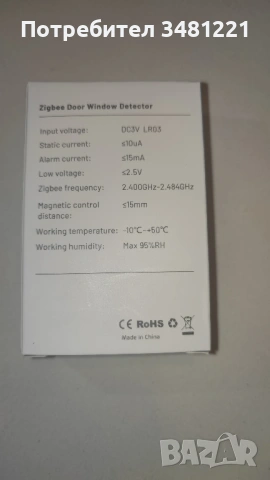 Потребител 3481221
Zigbee Door Window Detector
Input voltage: DC3V LR03
Static current: ≤10uA
Alarm current: ≤15mA
Low voltage: ≤2.5V
Zigbee frequency: 2.400GHz-2.484GHz
Magnetic control
distance: ≤15mm
Working temperature: -10℃~+50℃
Working humidity: Max 95%RH
CE RoHS
Made in China
BAZAR